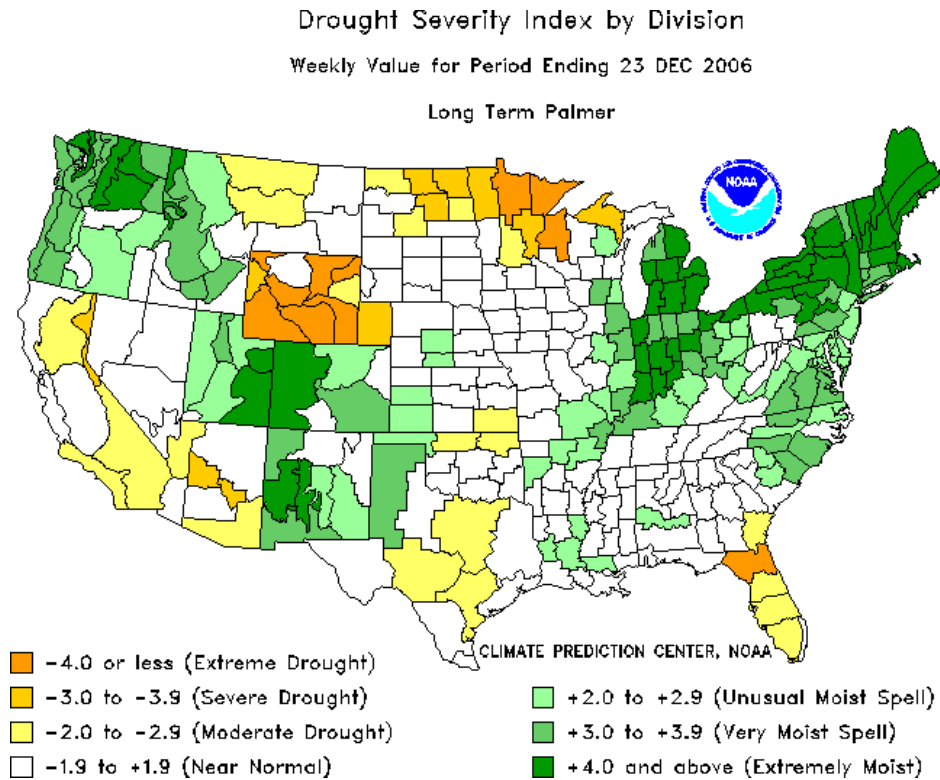 Drought Severity Index by Division
Weekly Value for Period Ending 23 DEC 2006
Long Term Palmer
NOAA
CLIMATE PREDICTION CENTER, NOAA
-4.0 or less (Extreme Drought)
-3.0 to -3.9 (Severe Drought)
-2.0 to -2.9 (Moderate Drought)
-1.9 to +1.9 (Near Normal)
+2.0 to +2.9 (Unusual Moist Spell)
+3.0 to +3.9 (Very Moist Spell)
+4.0 and above (Extremely Moist)